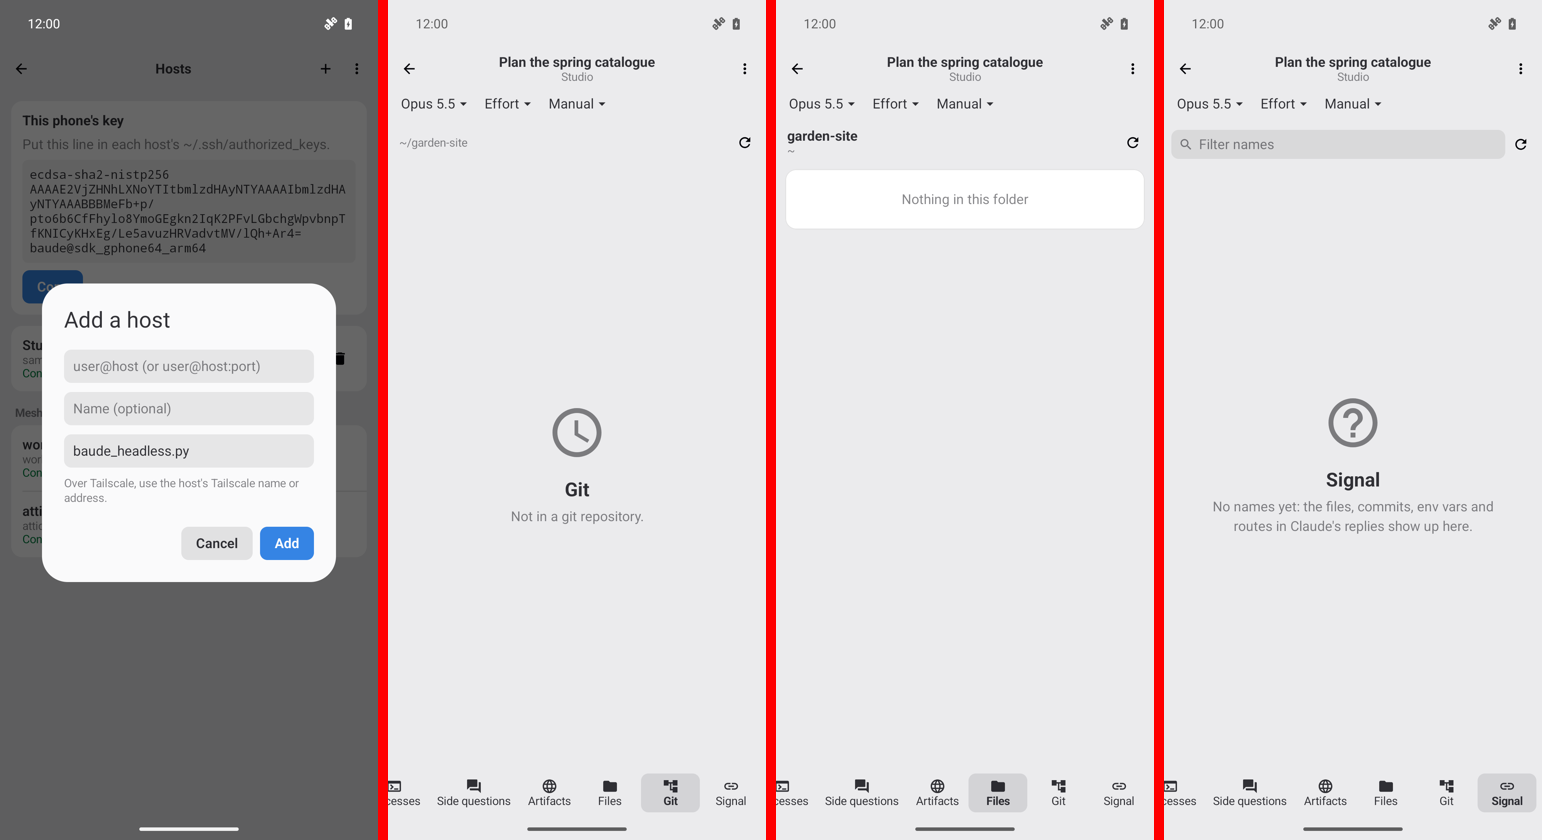 12:00
Hosts
This phone's key
Put this line in each host's ~/.ssh/authorized_keys.
ecdsa-sha2-nistp256
AAAAE2VjZHNhLXNoYTItbmlzdHAyNTYAAAAIbmlzdHA
yNTYAAABBBMeFb+p/
pto6b6CfFhylo8YmoGEgkn2IqK2PFvLGbchgWpvbnpT
fKNICyKHxEg/Le5avuzHRVadvtMV/lQh+Ar4=
baude@sdk_gphone64_arm64
Add a host
user@host (or user@host:port)
Name (optional)
baude_headless.py
Over Tailscale, use the host's Tailscale name or
address.
Cancel
Add
12:00
Plan the spring catalogue
Studio
Opus 5.5
Effort
Manual
~/garden-site
Git
Not in a git repository.
cesses
Side questions
Artifacts
Files
Git
Signal
12:00
Plan the spring catalogue
Studio
Opus 5.5
Effort
Manual
garden-site
~
Nothing in this folder
cesses
Side questions
Artifacts
Files
Git
Signal
12:00
Plan the spring catalogue
Studio
Opus 5.5
Effort
Manual
Filter names
Signal
No names yet: the files, commits, env vars and
routes in Claude's replies show up here.
cesses
Side questions
Artifacts
Files
Git
Signal